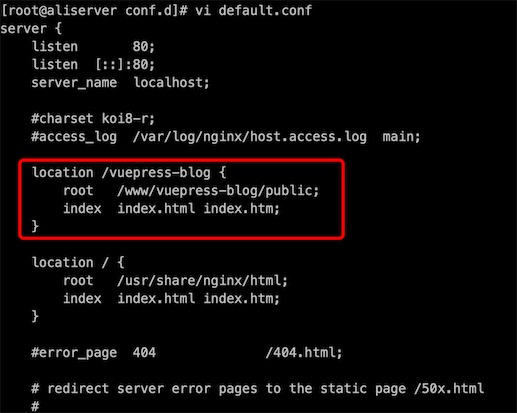 [root@aliserver conf.d]# vi default.conf
server {
    listen       80;
    listen  [::]:80;
    server_name  localhost;

    #charset koi8-r;
    #access_log  /var/log/nginx/host.access.log  main;

    location /vuepress-blog {
        root   /www/vuepress-blog/public;
        index  index.html index.htm;
    }

    location / {
        root   /usr/share/nginx/html;
        index  index.html index.htm;
    }

    #error_page  404              /404.html;

    # redirect server error pages to the static page /50x.html
    #